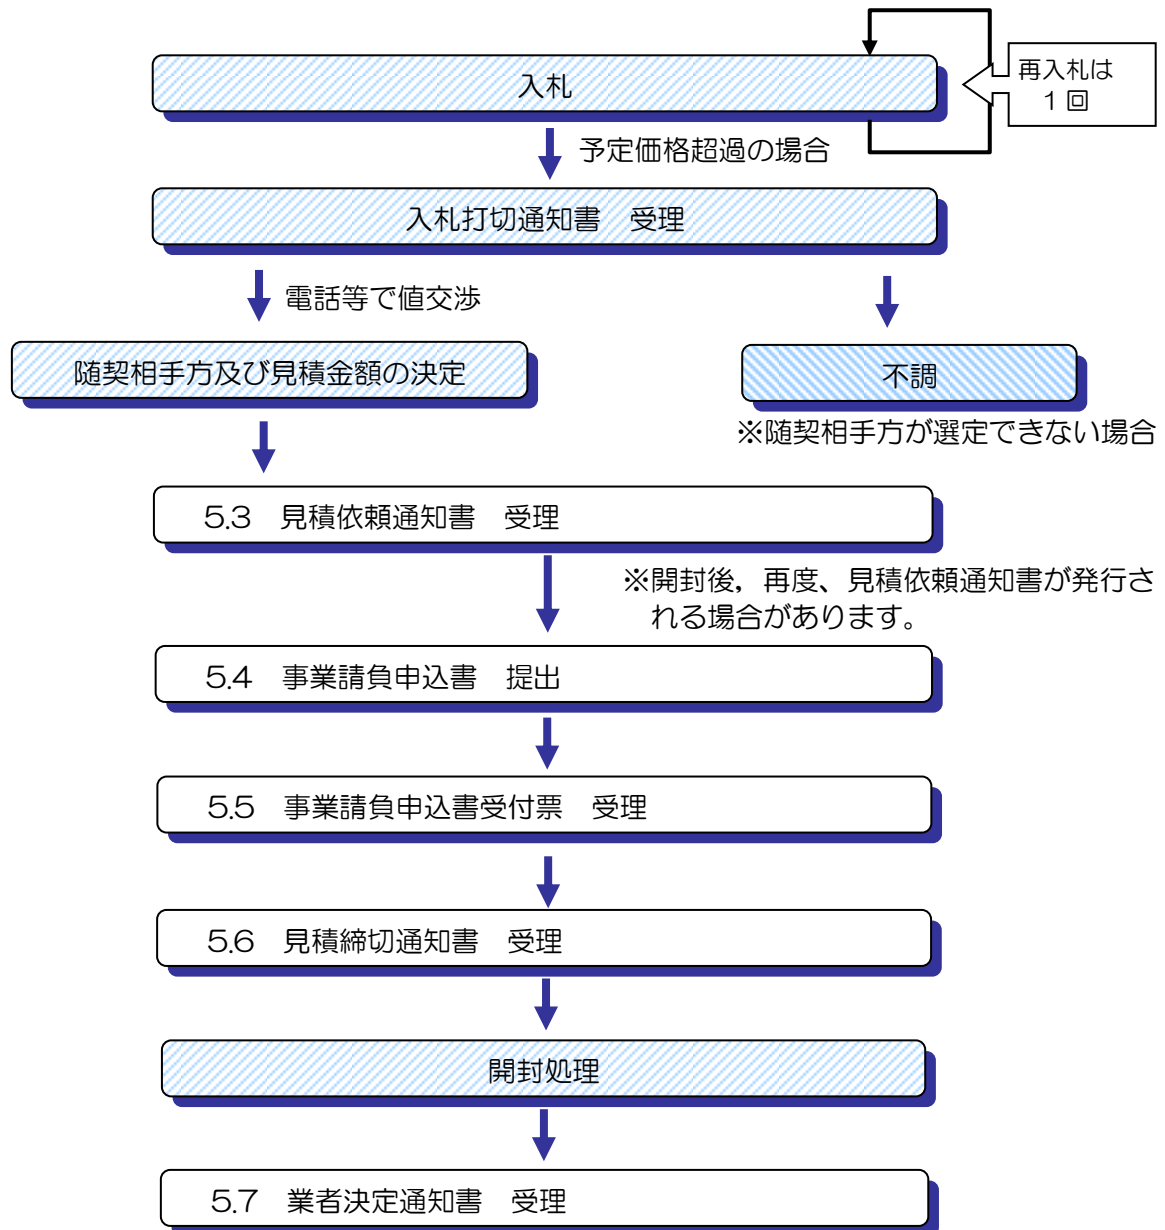 入札
再入札は
１回
予定価格超過の場合
入札打切通知書　受理
電話等で値交渉
随契相手方及び見積金額の決定
不調
※随契相手方が選定できない場合
5.3　見積依頼通知書　受理
※開封後，再度、見積依頼通知書が発行さ
れる場合があります。
5.4　事業請負申込書　提出
5.5　事業請負申込書受付票　受理
5.6　見積締切通知書　受理
開封処理
5.7　業者決定通知書　受理